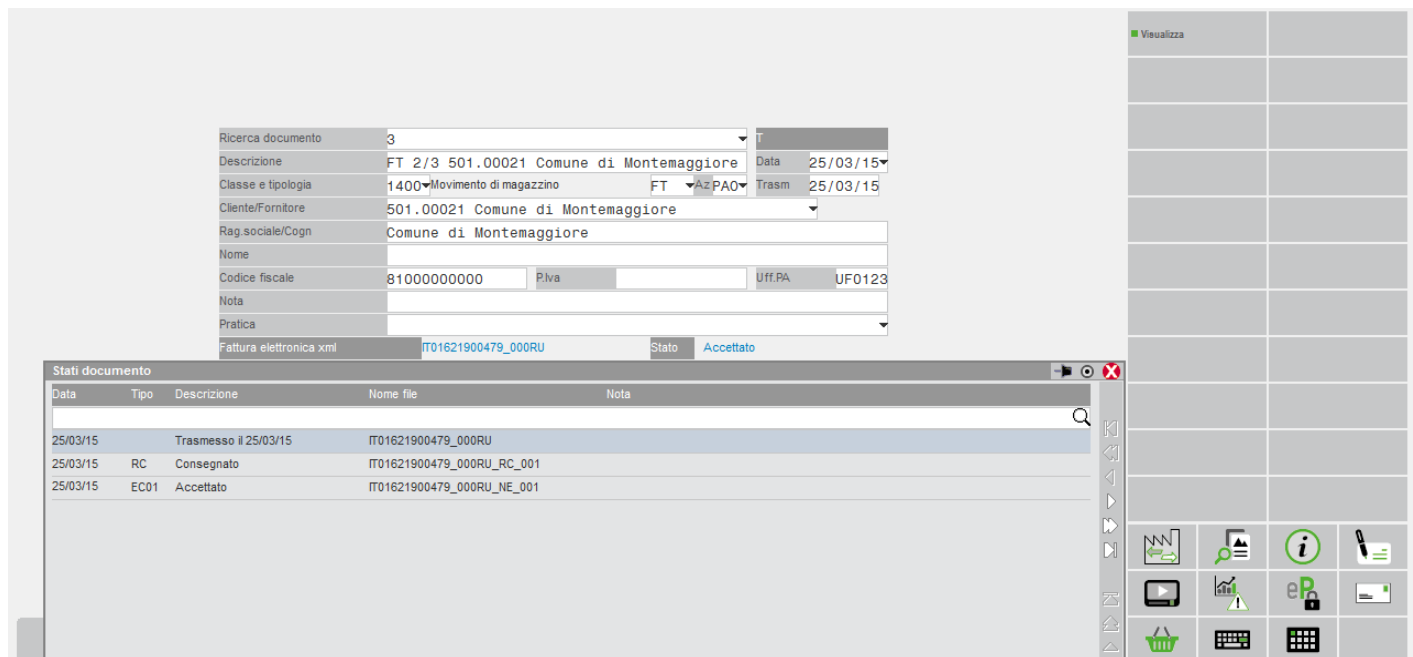 Visualizza
Ricerca documento 3 T
Descrizione FT 2/3 501.00021 Comune di Montemaggiore Data 25/03/15
Classe e tipologia 1400 Movimento di magazzino FT Az PA0 Trasm 25/03/15
Cliente/Fornitore 501.00021 Comune di Montemaggiore
Rag.sociale/Cogn Comune di Montemaggiore
Nome
Codice fiscale 81000000000 P.Iva Uff.PA UF0123
Nota
Pratica
Fattura elettronica xml IT01621900479_000RU Stato Accettato
Stati documento
Data Tipo Descrizione Nome file Nota
25/03/15 Trasmesso il 25/03/15 IT01621900479_000RU
25/03/15 RC Consegnato IT01621900479_000RU_RC_001
25/03/15 EC01 Accettato IT01621900479_000RU_NE_001
i
eP